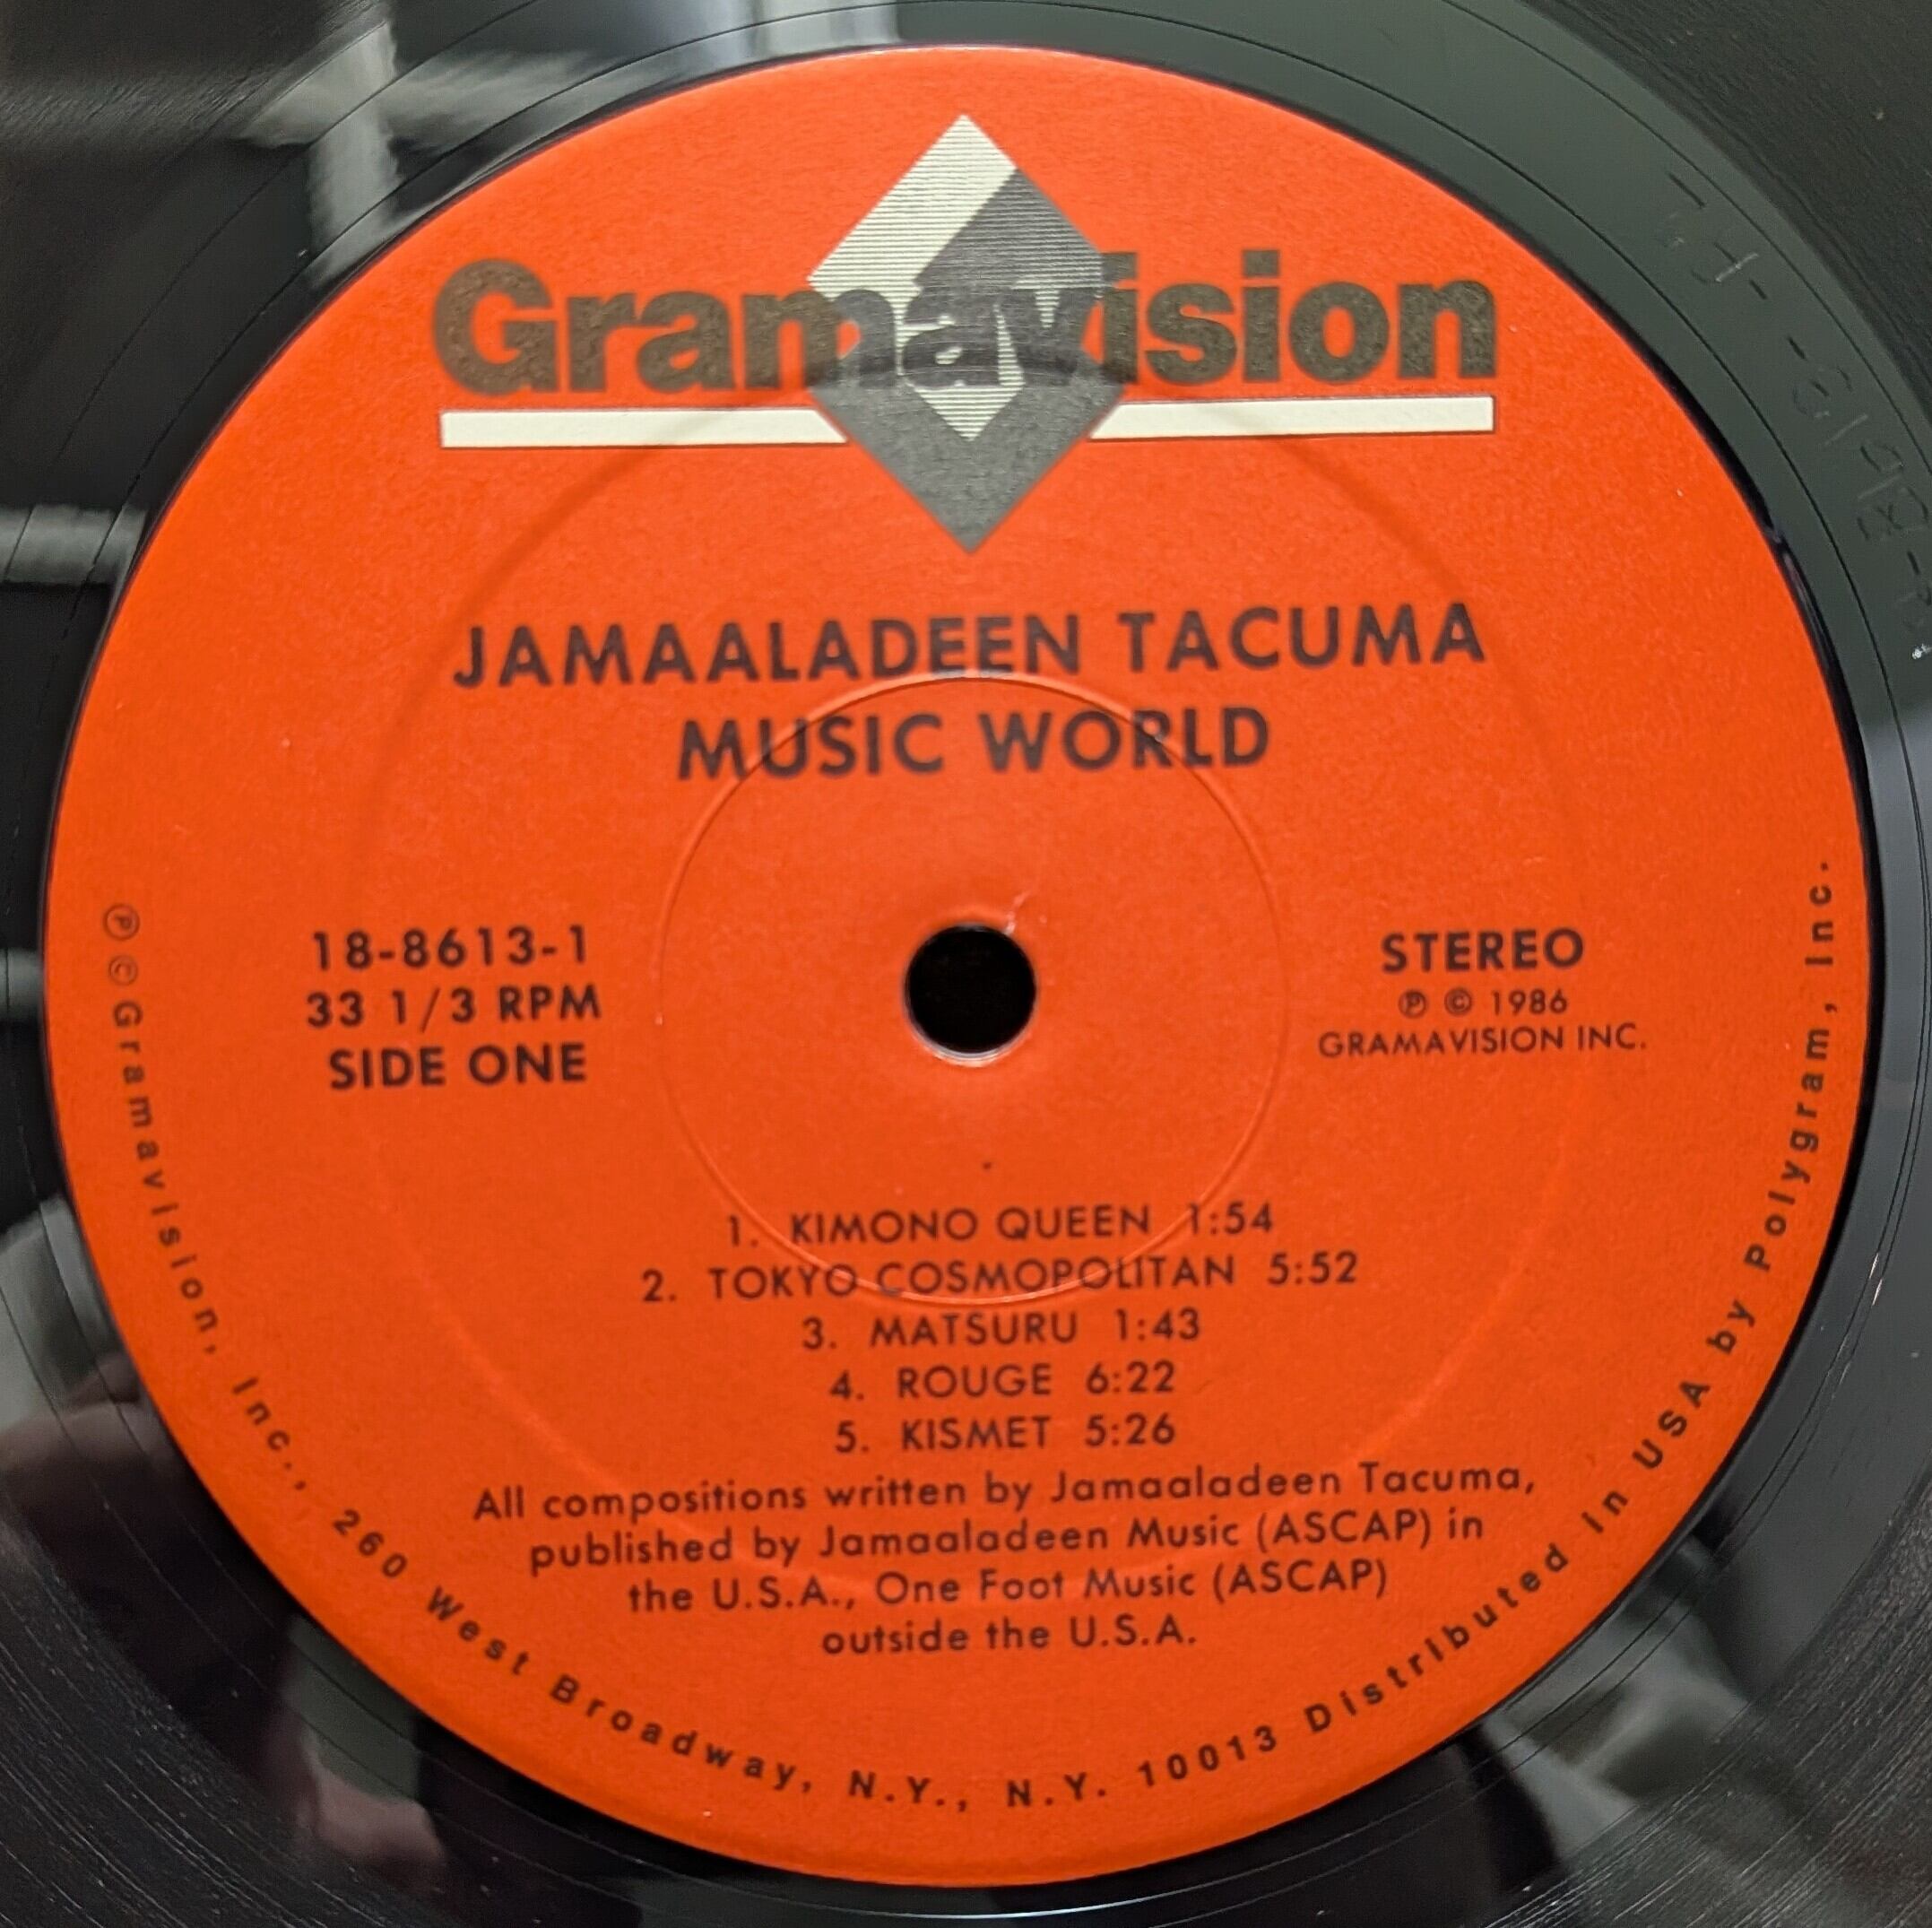 Gramavision
JAMAALADEEN TACUMA
MUSIC WORLD
18-8613-1
33 1/3 RPM
SIDE ONE
STEREO
℗ © 1986
GRAMAVISION INC.
1. KIMONO QUEEN 1:54
2. TOKYO COSMOPOLITAN 5:52
3. MATSURU 1:43
4. ROUGE 6:22
5. KISMET 5:26
All compositions written by Jamaaladeen Tacuma,
published by Jamaaladeen Music (ASCAP) in
the U.S.A., One Foot Music (ASCAP)
outside the U.S.A.
℗©Gramavision, Inc., 260 West Broadway, N.Y., N.Y. 10013 Distributed in USA by Polygram, Inc.